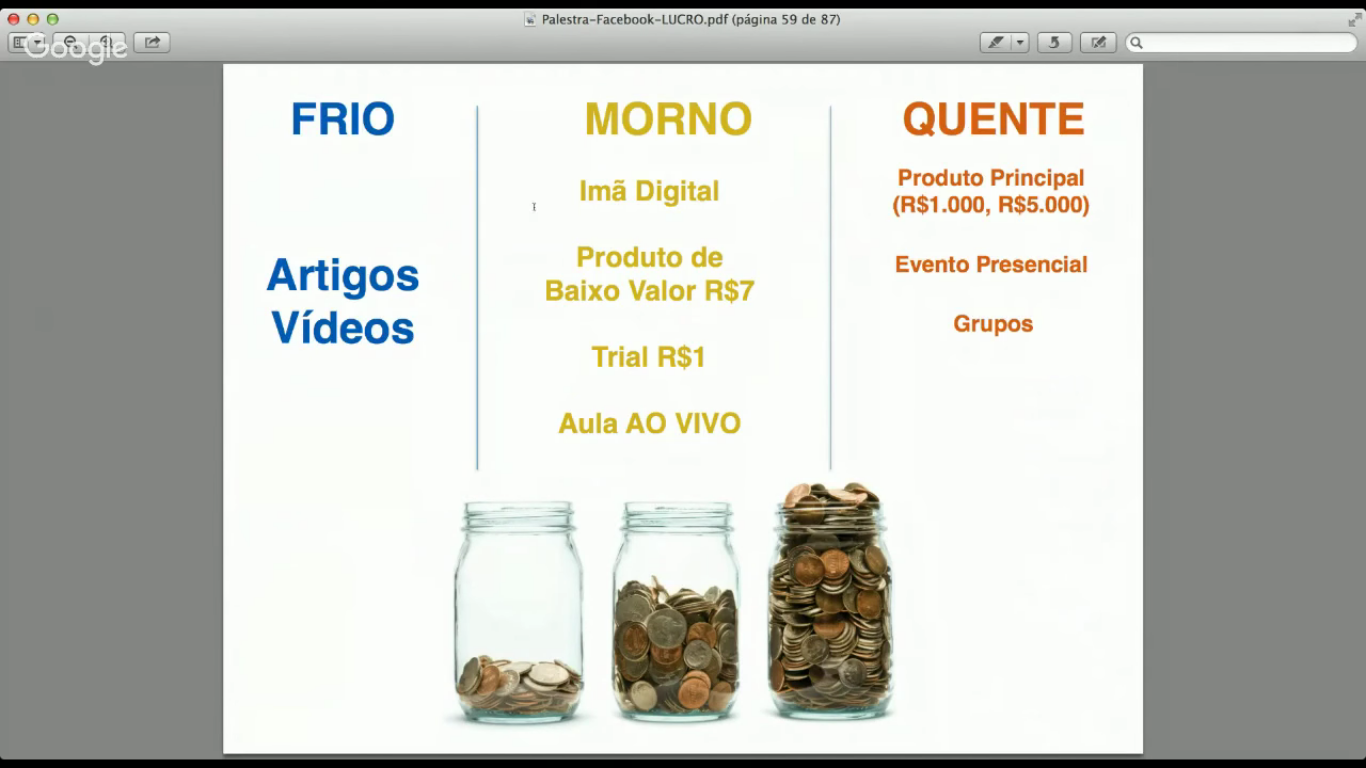 Palestra-Facebook-LUCRO.pdf (página 59 de 87)
Google
FRIO
Artigos
Vídeos
MORNO
Imã Digital
Produto de
Baixo Valor R$7
Trial R$1
Aula AO VIVO
QUENTE
Produto Principal
(R$1.000, R$5.000)
Evento Presencial
Grupos